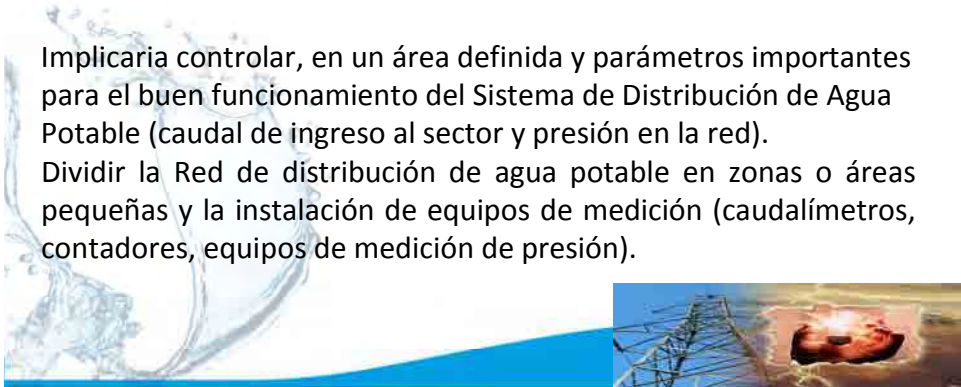 Implicaria controlar, en un área definida y parámetros importantes
para el buen funcionamiento del Sistema de Distribución de Agua
Potable (caudal de ingreso al sector y presión en la red).
Dividir la Red de distribución de agua potable en zonas o áreas
pequeñas y la instalación de equipos de medición (caudalímetros,
contadores, equipos de medición de presión).